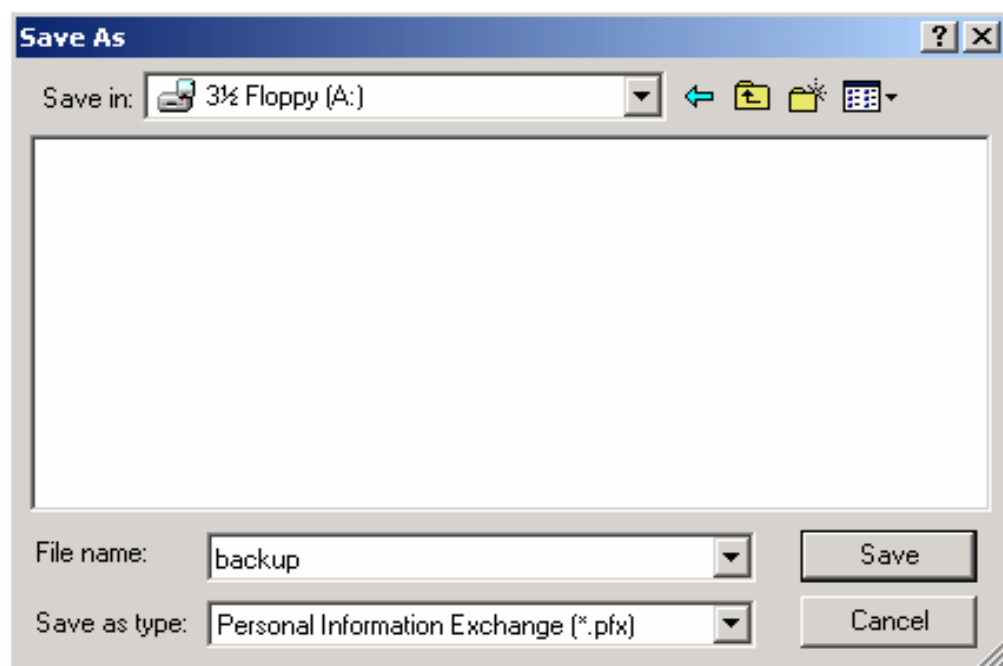 Save As
Save in: 3½ Floppy (A:)
File name: backup
Save
Save as type: Personal Information Exchange (*.pfx)
Cancel